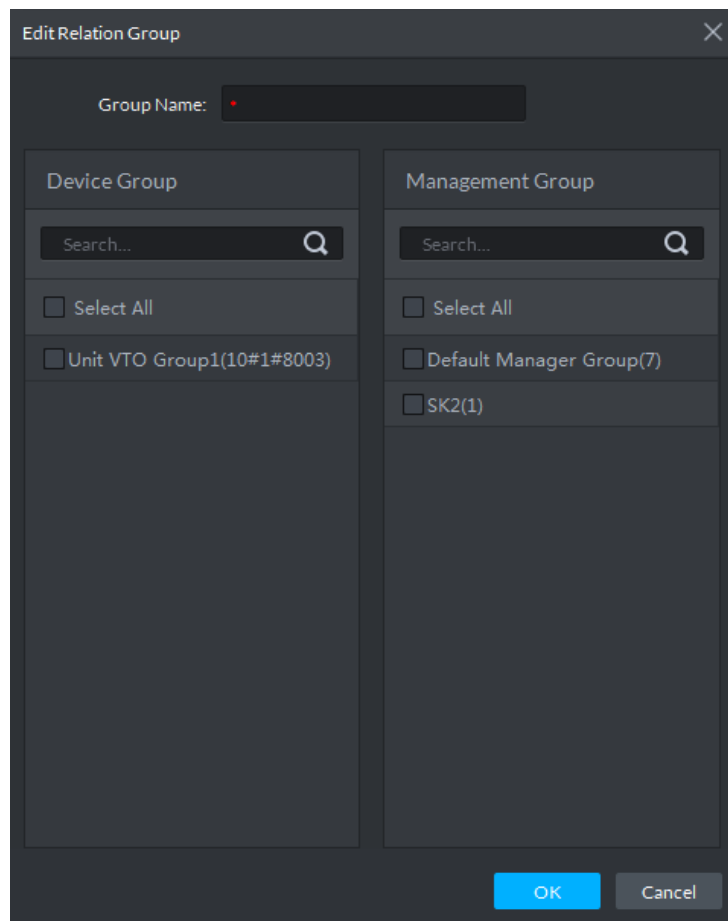 Edit Relation Group
Group Name:
Device Group
Search...
Select All
Unit VTO Group1(10#1#8003)
Management Group
Search...
Select All
Default Manager Group(7)
SK2(1)
OK
Cancel